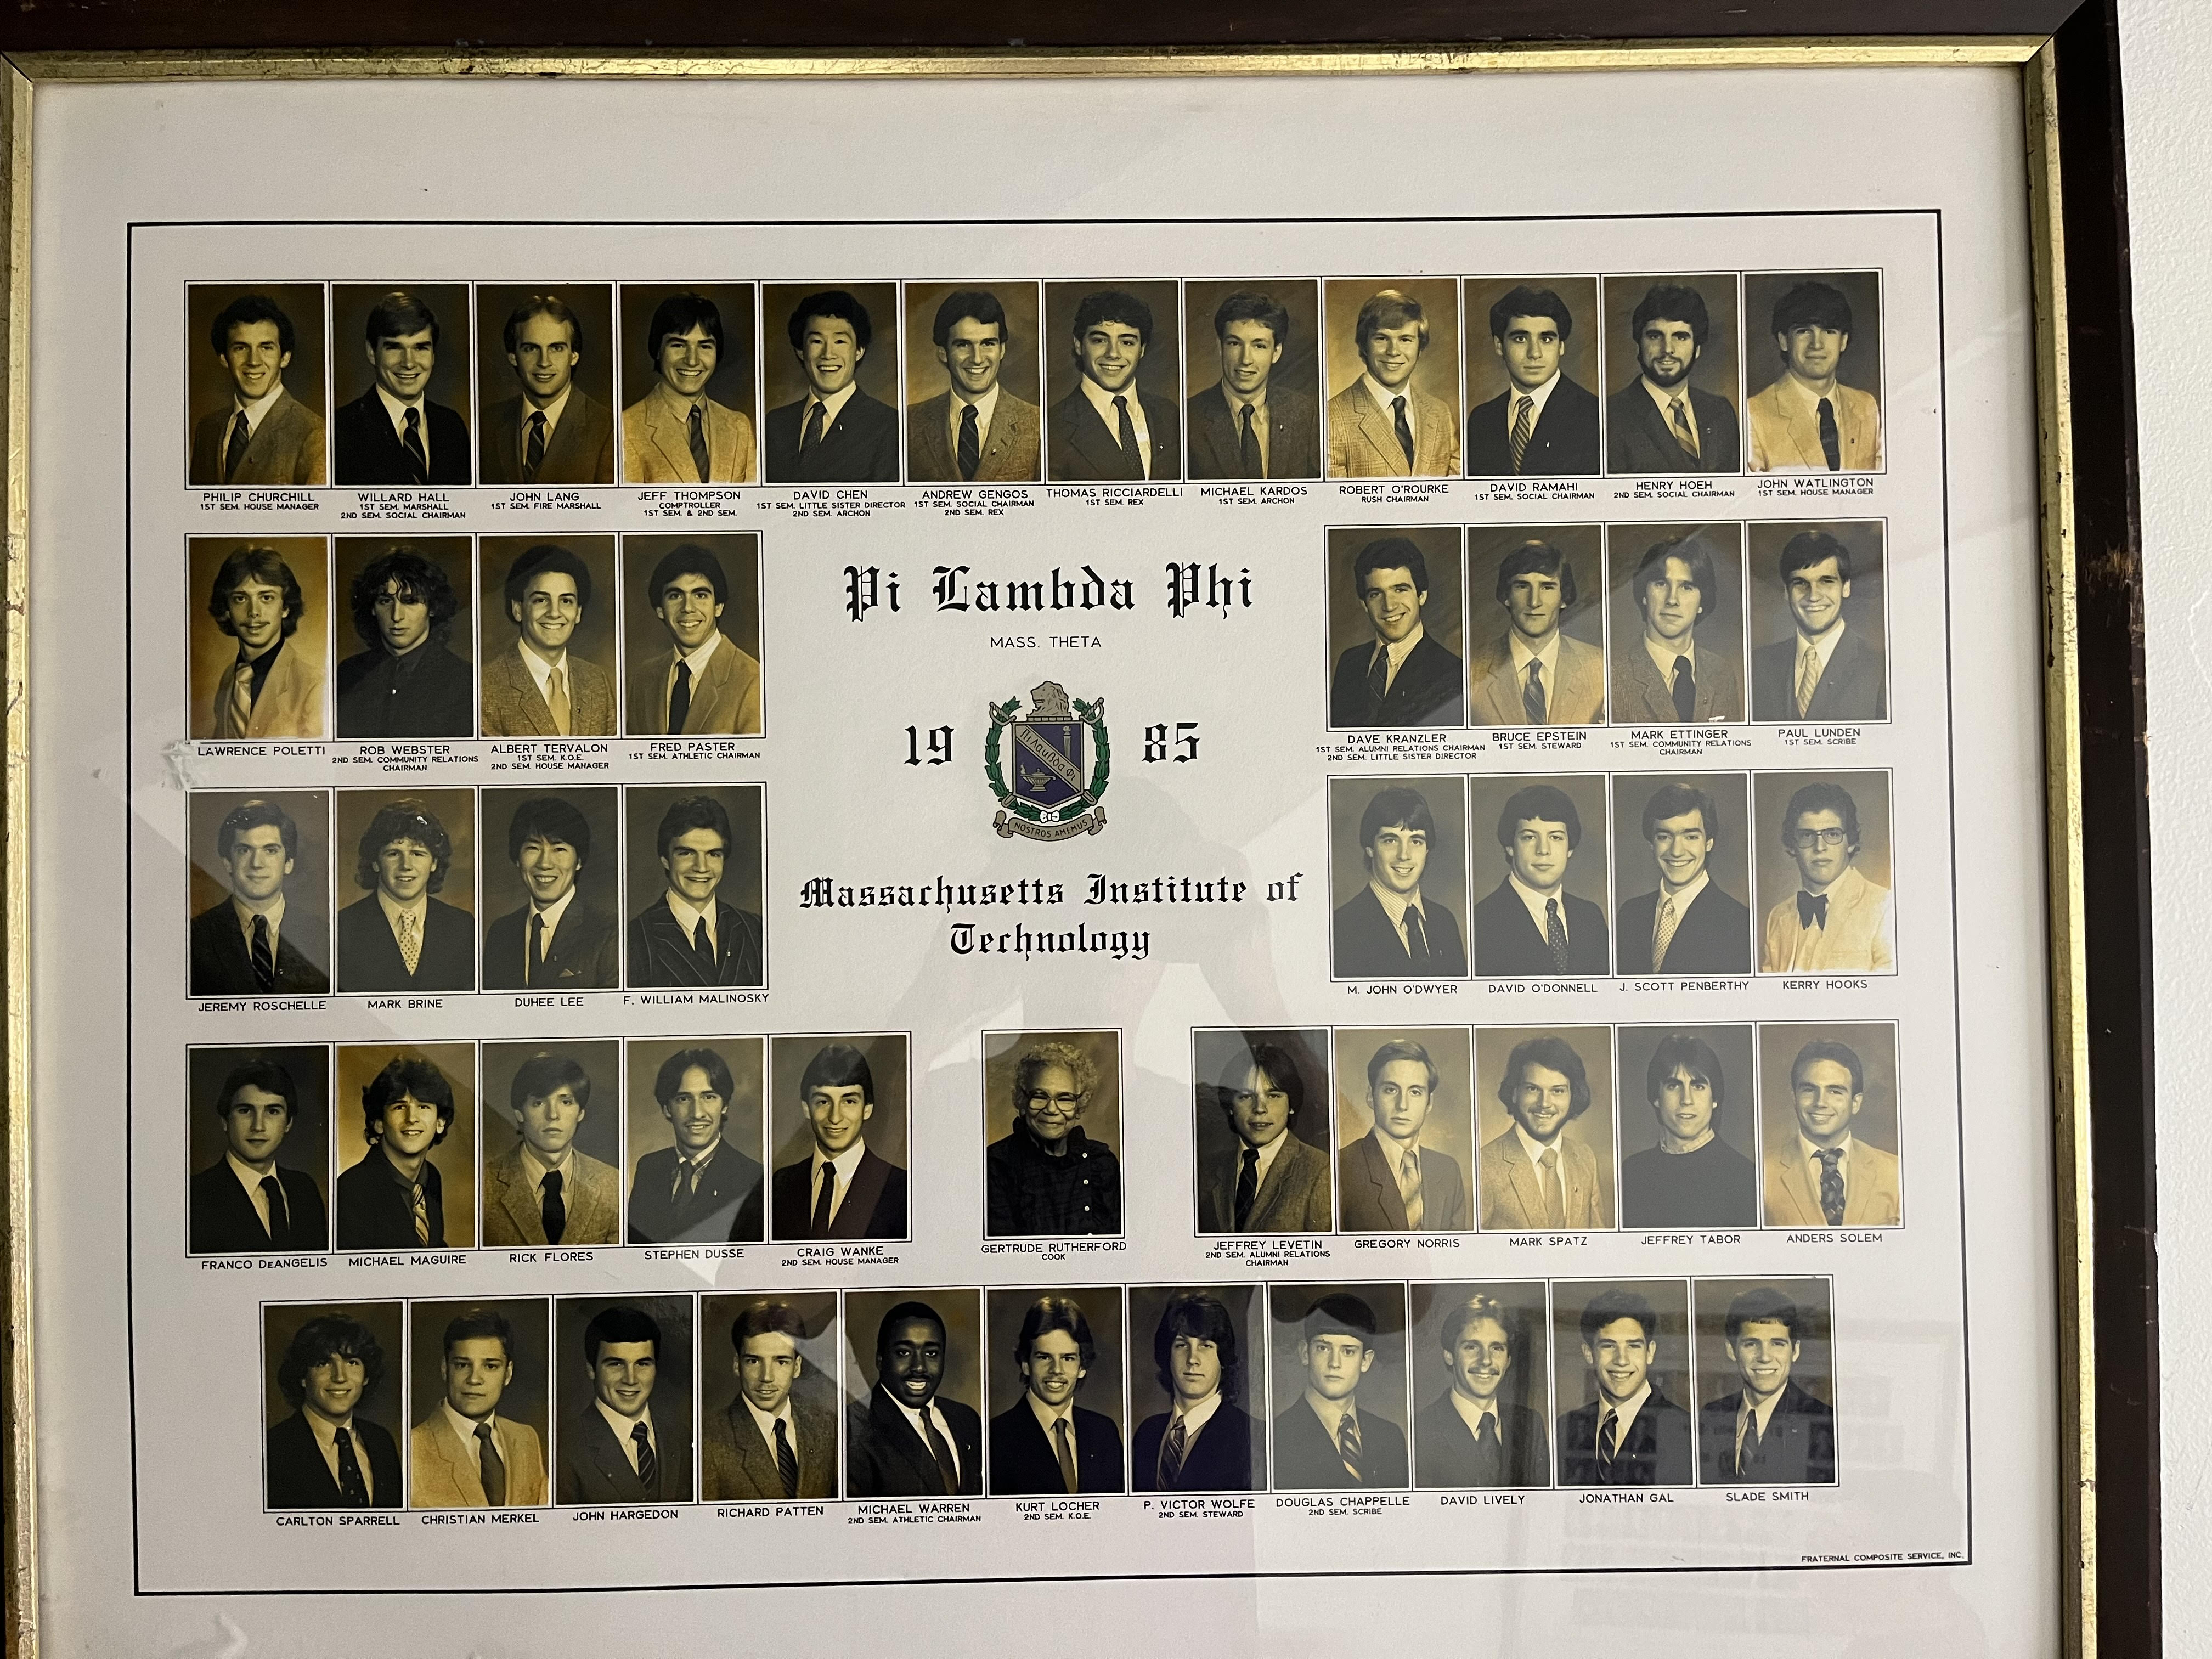 PHILIP CHURCHILL
1ST SEM. HOUSE MANAGER
WILLARD HALL
1ST SEM. MARSHALL
2ND SEM. SOCIAL CHAIRMAN
JOHN LANG
1ST SEM. FIRE MARSHALL
JEFF THOMPSON
COMPTROLLER
1ST SEM. & 2ND SEM.
DAVID CHEN
1ST SEM. LITTLE SISTER DIRECTOR
2ND SEM. ARCHON
ANDREW GENGOS
1ST SEM. SOCIAL CHAIRMAN
2ND SEM. REX
THOMAS RICCIARDELLI
1ST SEM. REX
MICHAEL KARDOS
1ST SEM. ARCHON
ROBERT O'ROURKE
RUSH CHAIRMAN
DAVID RAMAHI
1ST SEM. SOCIAL CHAIRMAN
HENRY HOEH
2ND SEM. SOCIAL CHAIRMAN
JOHN WATLINGTON
1ST SEM. HOUSE MANAGER
LAWRENCE POLETTI
ROB WEBSTER
2ND SEM. COMMUNITY RELATIONS
CHAIRMAN
ALBERT TERVALON
1ST SEM. K.O.E.
2ND SEM. HOUSE MANAGER
FRED PASTER
1ST SEM. ATHLETIC CHAIRMAN
Pi Lambda Phi
MASS. THETA
19 85
Πι Λαμβδα Φι
NOSTROS AMEMUS
Massachusetts Institute of
Technology
DAVE KRANZLER
1ST SEM. ALUMNI RELATIONS CHAIRMAN
2ND SEM. LITTLE SISTER DIRECTOR
BRUCE EPSTEIN
1ST SEM. STEWARD
MARK ETTINGER
1ST SEM. COMMUNITY RELATIONS
CHAIRMAN
PAUL LUNDEN
1ST SEM. SCRIBE
JEREMY ROSCHELLE
MARK BRINE
DUHEE LEE
F. WILLIAM MALINOSKY
M. JOHN O'DWYER
DAVID O'DONNELL
J. SCOTT PENBERTHY
KERRY HOOKS
FRANCO DeANGELIS
MICHAEL MAGUIRE
RICK FLORES
STEPHEN DUSSE
CRAIG WANKE
2ND SEM. HOUSE MANAGER
GERTRUDE RUTHERFORD
COOK
JEFFREY LEVETIN
2ND SEM. ALUMNI RELATIONS
CHAIRMAN
GREGORY NORRIS
MARK SPATZ
JEFFREY TABOR
ANDERS SOLEM
CARLTON SPARRELL
CHRISTIAN MERKEL
JOHN HARGEDON
RICHARD PATTEN
MICHAEL WARREN
2ND SEM. ATHLETIC CHAIRMAN
KURT LOCHER
2ND SEM. K.O.E.
P. VICTOR WOLFE
2ND SEM. STEWARD
DOUGLAS CHAPPELLE
2ND SEM. SCRIBE
DAVID LIVELY
JONATHAN GAL
SLADE SMITH
FRATERNAL COMPOSITE SERVICE, INC.